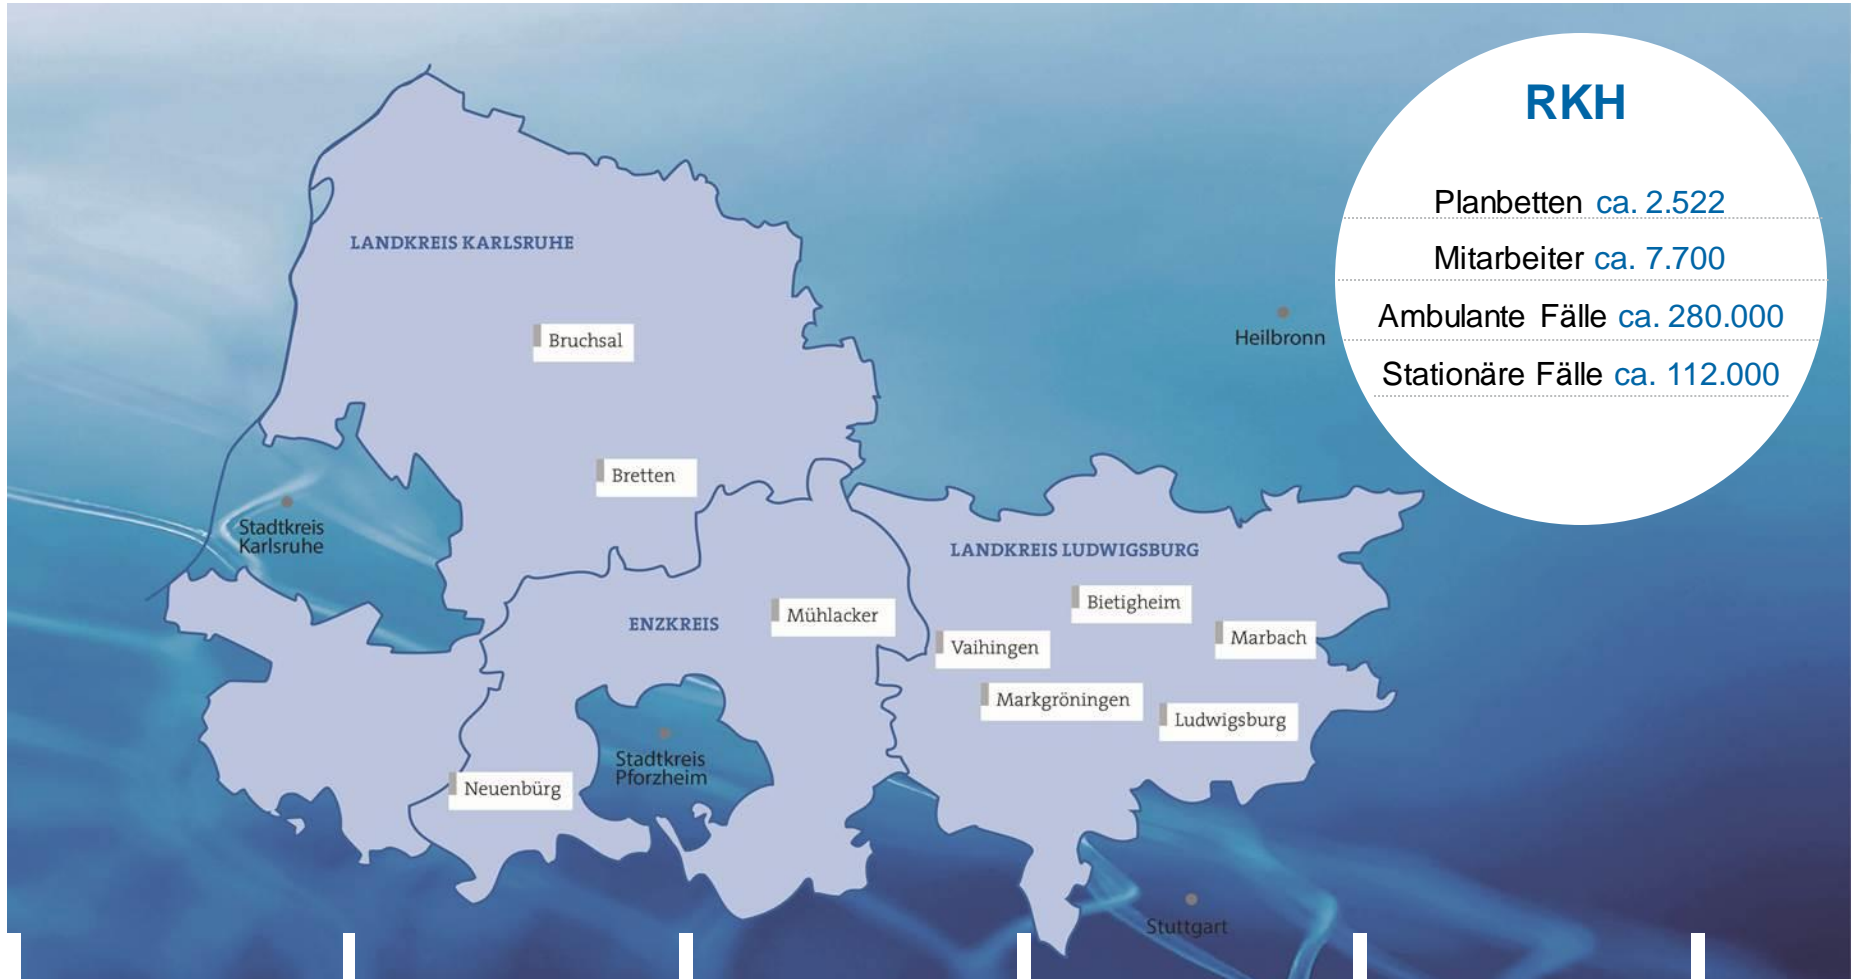 RKH
Planbetten ca. 2.522
Mitarbeiter ca. 7.700
Ambulante Fälle ca. 280.000
Stationäre Fälle ca. 112.000
LANDKREIS KARLSRUHE
Heilbronn
Bruchsal
Bretten
Stadtkreis
Karlsruhe
LANDKREIS LUDWIGSBURG
Bietigheim
Mühlacker
ENZKREIS
Marbach
Vaihingen
Markgröningen
Ludwigsburg
Stadtkreis
Pforzheim
Neuenbürg
Stuttgart